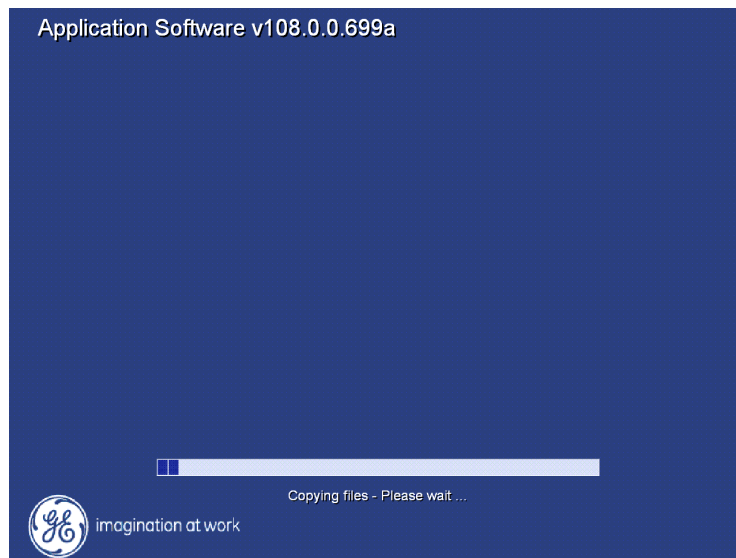 Application Software v108.0.0.699a
Copying files - Please wait ...
GE imagination at work